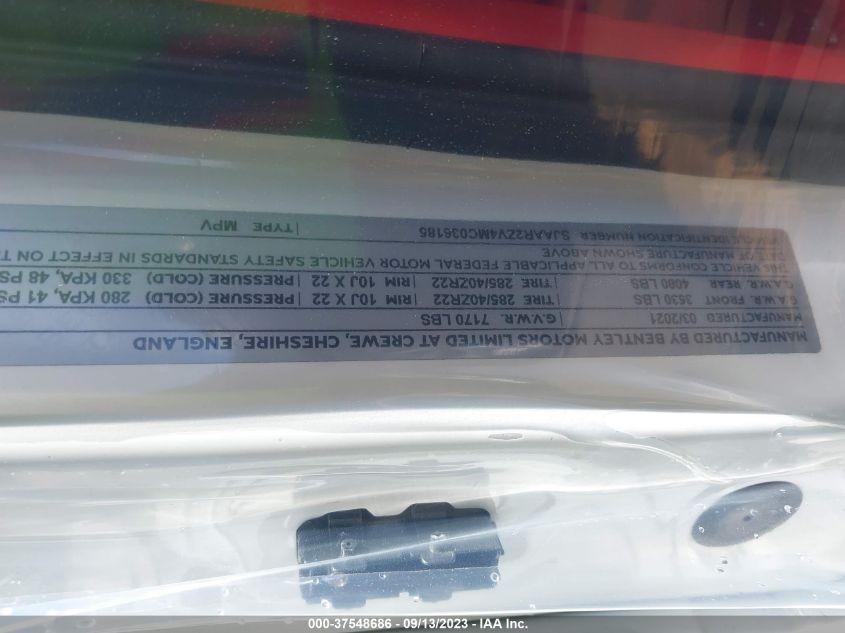 MANUFACTURED BY BENTLEY MOTORS LIMITED AT CREWE, CHESHIRE, ENGLAND
MANUFACTURED 03/2021 G.V.W.R. 7170 LBS
G.A.W.R. FRONT 3530 LBS TIRE 285/40ZR22 RIM 10J X 22 PRESSURE (COLD) 280 KPA, 41 PS
G.A.W.R. REAR 4080 LBS TIRE 285/40ZR22 RIM 10J X 22 PRESSURE (COLD) 330 KPA, 48 PS
THIS VEHICLE CONFORMS TO ALL APPLICABLE FEDERAL MOTOR VEHICLE SAFETY STANDARDS IN EFFECT ON T
DATE OF MANUFACTURE SHOWN ABOVE
VEHICLE IDENTIFICATION NUMBER SJAAR2ZV4MC036185 TYPE MPV
000-37548686 - 09/13/2023 - IAA Inc.